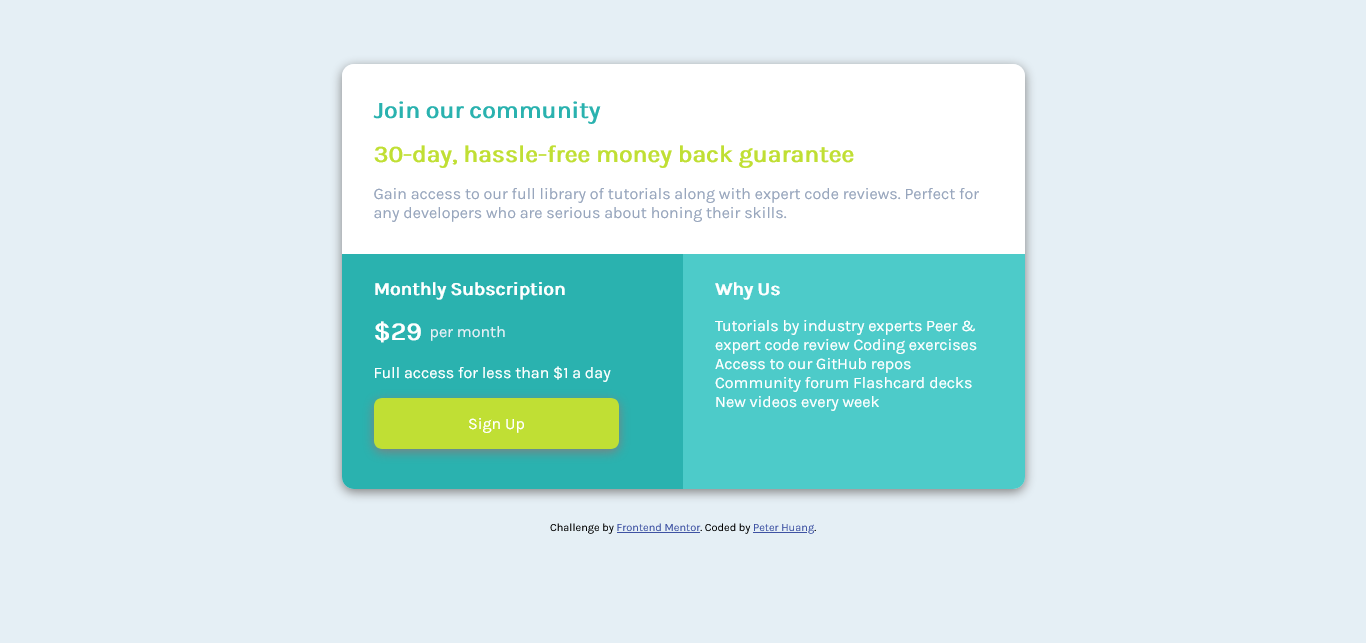 Join our community
30-day, hassle-free money back guarantee
Gain access to our full library of tutorials along with expert code reviews. Perfect for
any developers who are serious about honing their skills.
Monthly Subscription
$29 per month
Full access for less than $1 a day
Sign Up
Why Us
Tutorials by industry experts Peer &
expert code review Coding exercises
Access to our GitHub repos
Community forum Flashcard decks
New videos every week
Challenge by Frontend Mentor. Coded by Peter Huang.